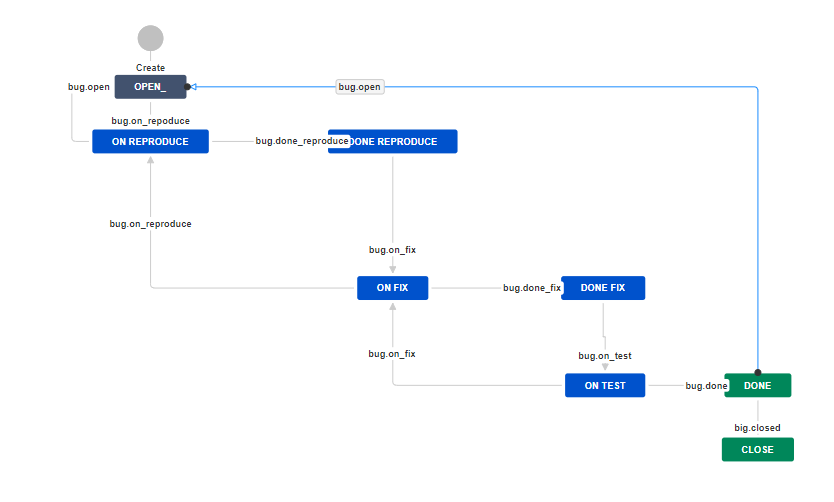 Create
bug.open
OPEN_
bug.open
bug.on_repoduce
ON REPRODUCE
bug.done_reproduce
DONE REPRODUCE
bug.on_reproduce
bug.on_fix
ON FIX
bug.done_fix
DONE FIX
bug.on_fix
bug.on_test
ON TEST
bug.done
DONE
big.closed
CLOSE